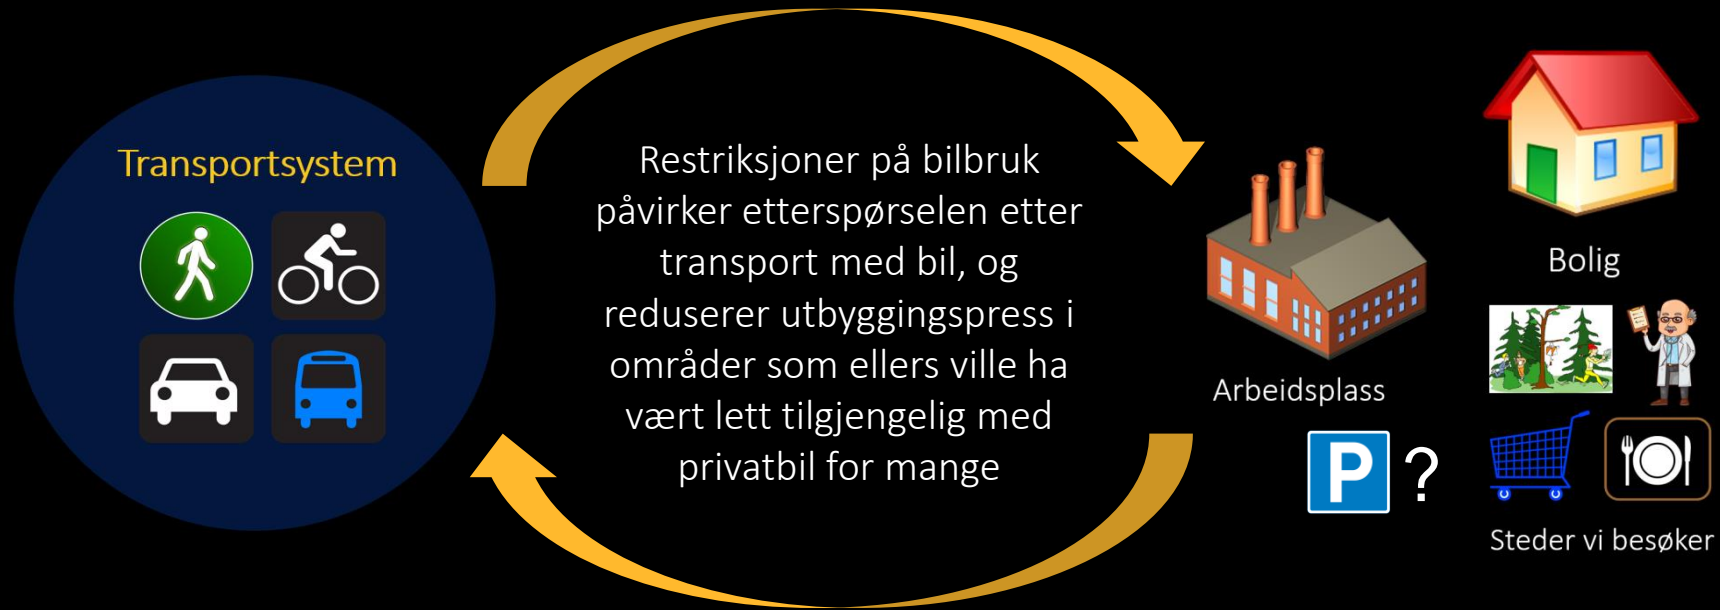 Transportsystem
Restriksjoner på bilbruk
påvirker etterspørselen etter
transport med bil, og
reduserer utbyggingspress i
områder som ellers ville ha
vært lett tilgjengelig med
privatbil for mange
Arbeidsplass
P ?
Bolig
Steder vi besøker